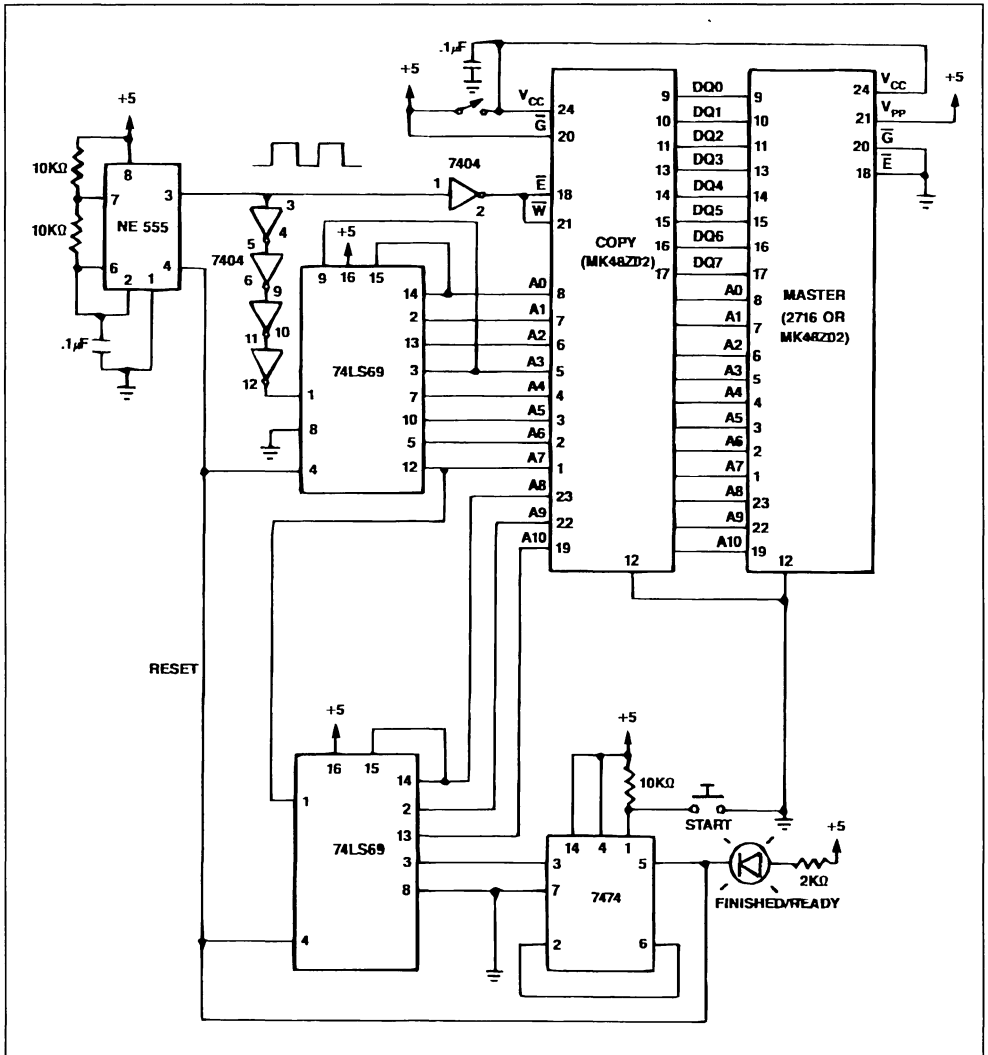 +5
10KΩ
10KΩ
8
7
6
2
1
3
4
NE 555
.1μF
7404
3
4
5
6
9
10
11
12
7404
1
2
+5
9
16
15
14
2
13
3
7
10
5
12
1
8
4
74LS69
.1μF
+5
VCC
24
G
20
E
18
W
21
COPY
(MK48Z02)
A0
8
A1
7
A2
6
A3
5
A4
4
A5
3
A6
2
A7
1
A8
23
A9
22
A10
19
12
9
DQ0
9
10
DQ1
10
11
DQ2
11
13
DQ3
13
14
DQ4
14
15
DQ5
15
16
DQ6
16
17
DQ7
17
A0
8
A1
7
A2
6
A3
5
A4
4
A5
3
A6
2
A7
1
A8
23
A9
22
A10
19
12
MASTER
(2716 OR
MK48Z02)
24
VCC
+5
21
VPP
20
G
18
E
RESET
+5
16
15
14
1
2
13
3
8
4
74LS69
+5
10KΩ
START
14
4
1
3
5
7
7474
2
6
+5
2KΩ
FINISHED/READY